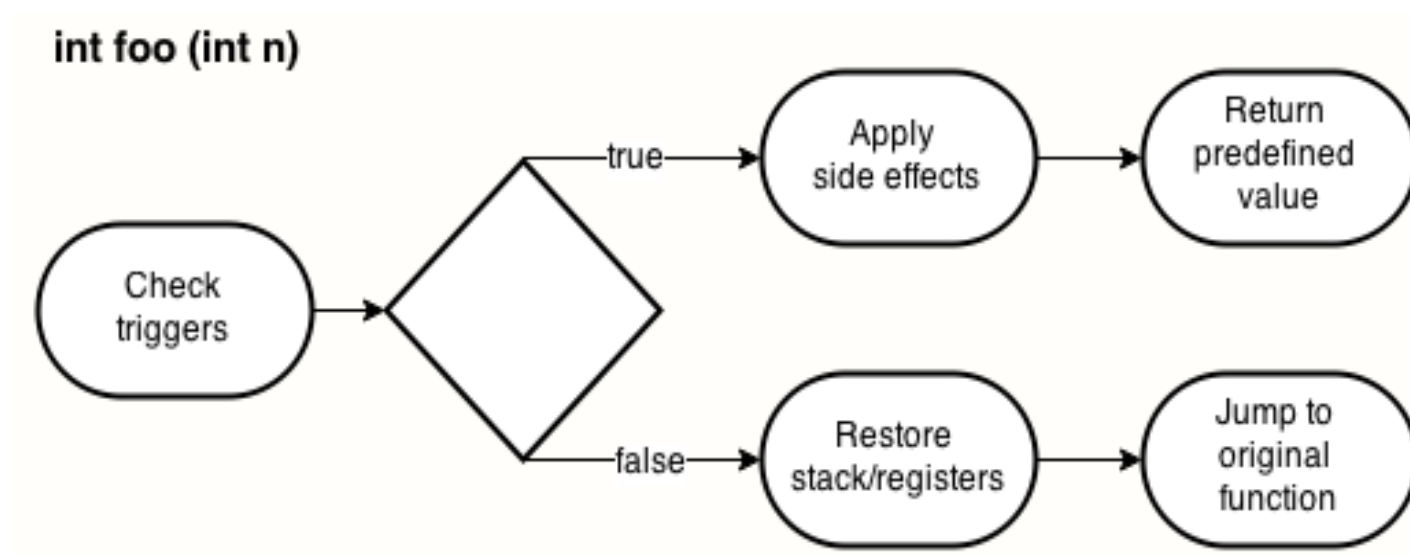 int foo (int n)
Check
triggers
true
Apply
side effects
Return
predefined
value
false
Restore
stack/registers
Jump to
original
function